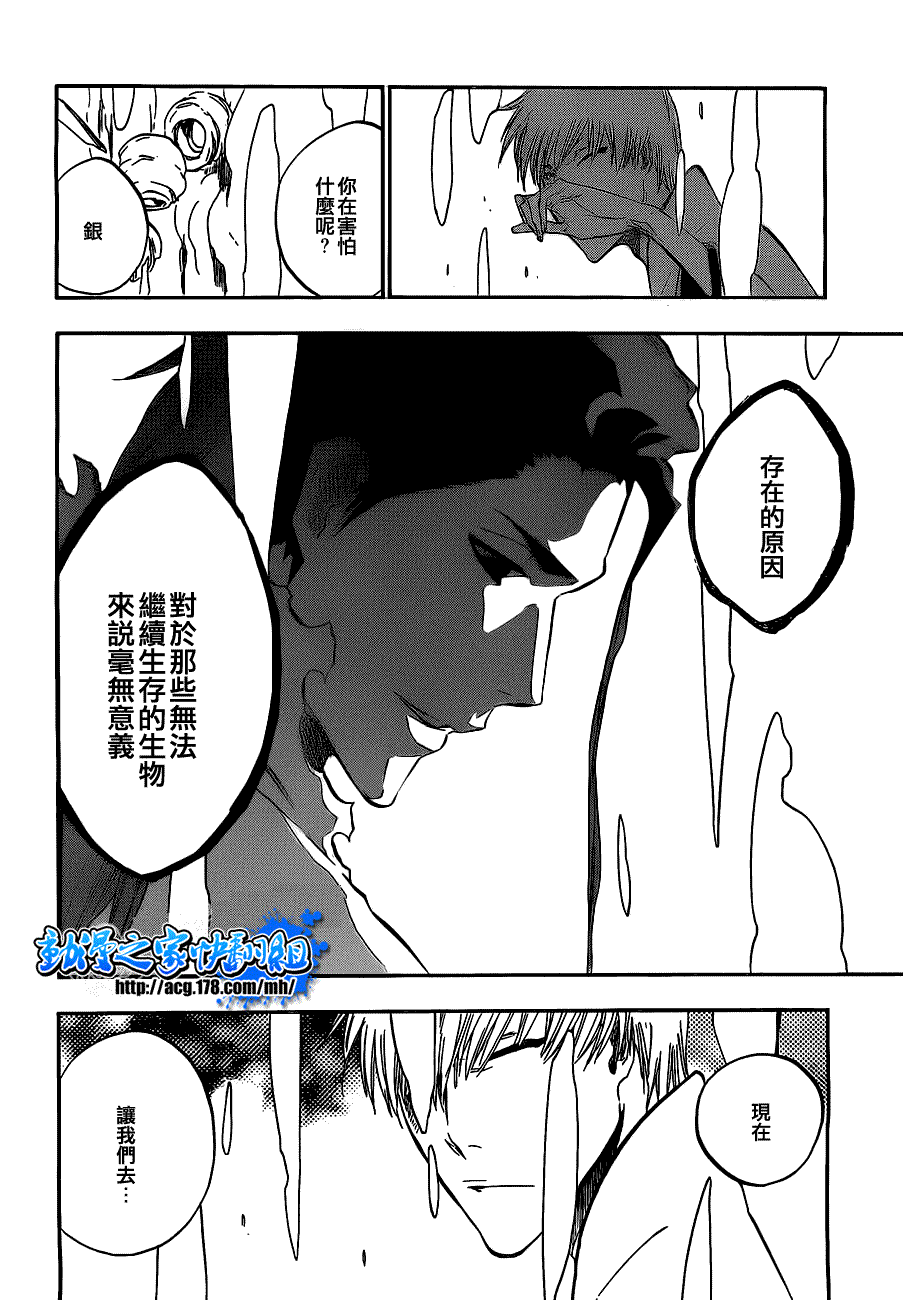 你在害怕
什麼呢？
銀
存在的原因
對於那些無法
繼續生存的生物
來説毫無意義
動漫之家快翻組
http://acg.178.com/mh/
現在
讓我們去…